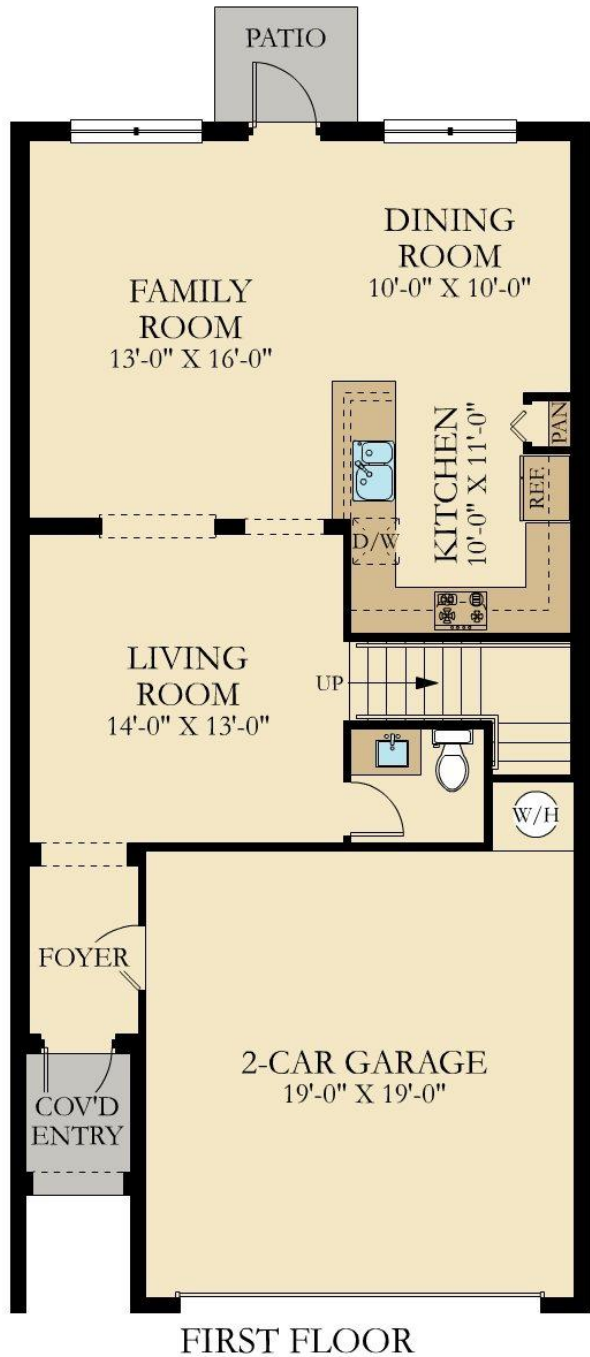 PATIO
DINING
ROOM
10'-0" X 10'-0"
FAMILY
ROOM
13'-0" X 16'-0"
KITCHEN
10'-0" X 11'-0"
PAN
REF.
D/W
LIVING
ROOM
14'-0" X 13'-0"
UP
W/H
FOYER
2-CAR GARAGE
19'-0" X 19'-0"
COV'D
ENTRY
FIRST FLOOR